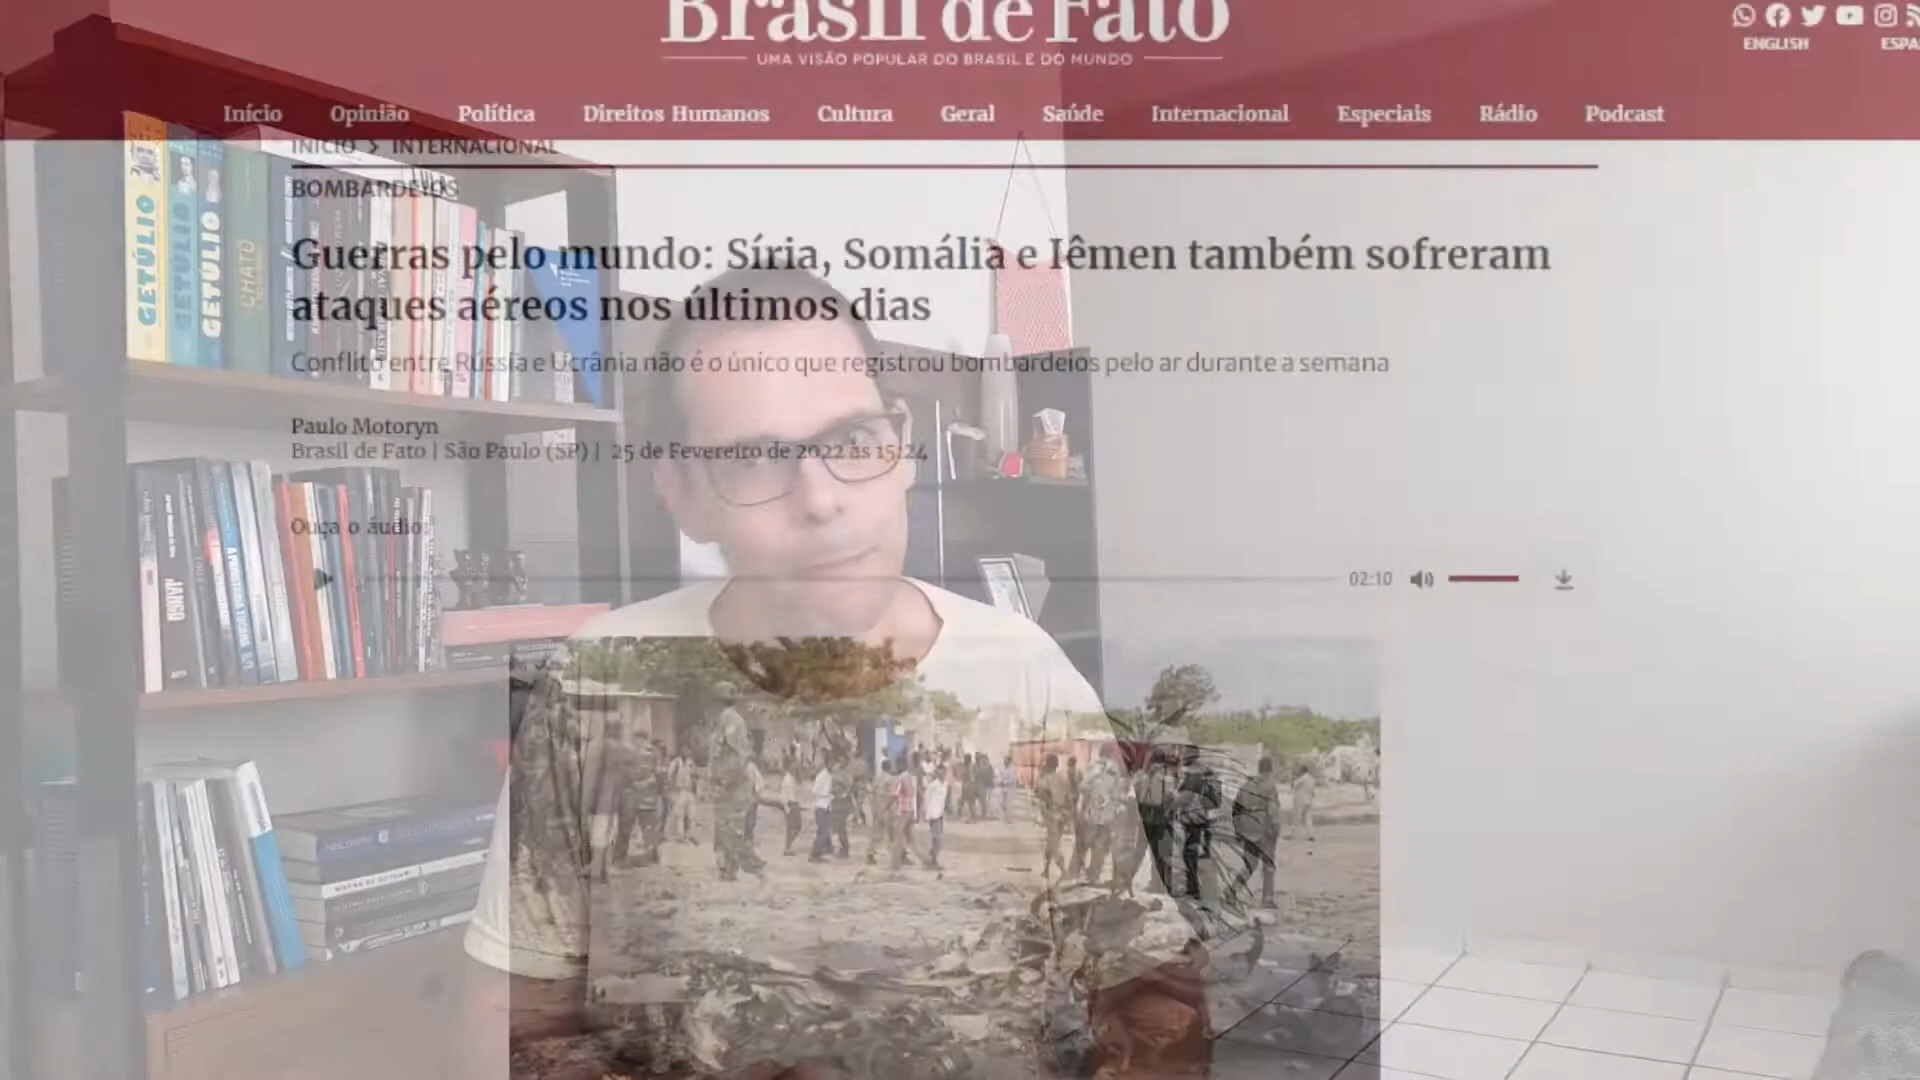 Brasil de Fato
UMA VISÃO POPULAR DO BRASIL E DO MUNDO
ENGLISH
ESPA
Início Opinião Política Direitos Humanos Cultura Geral Saúde Internacional Especiais Rádio Podcast
INÍCIO > INTERNACIONAL
BOMBARDEIOS
Guerras pelo mundo: Síria, Somália e Iêmen também sofreram
ataques aéreos nos últimos dias
Conflito entre Rússia e Ucrânia não é o único que registrou bombardeios pelo ar durante a semana
Paulo Motoryn
Brasil de Fato | São Paulo (SP) | 25 de Fevereiro de 2022 às 15:24
Ouça o áudio:
02:10
GETÚLIO
GETÚLIO
GETÚLIO
CHATÔ
JANGO